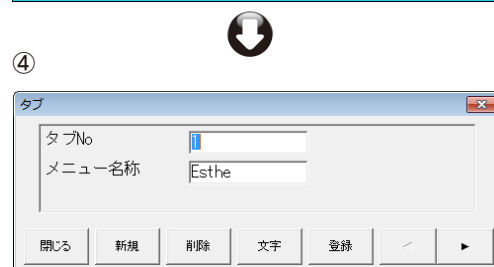 ④
タブ
タブNo 1
メニュー名称 Esthe
閉じる 新規 削除 文字 登録 < ►